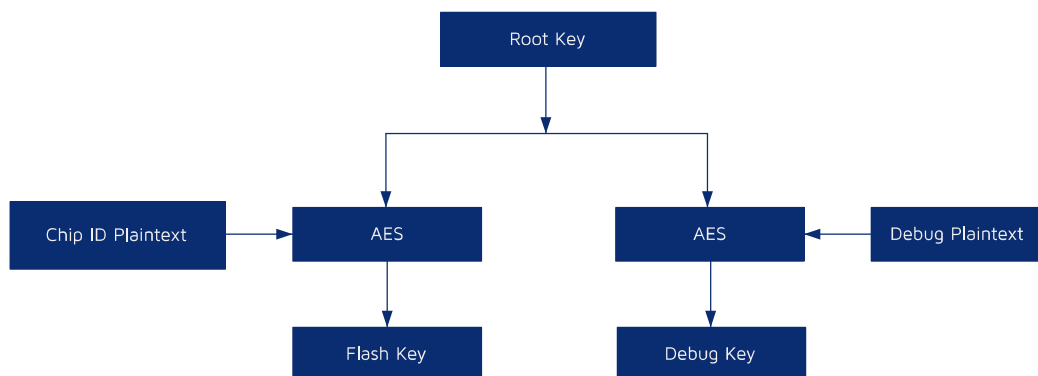 Root Key
Chip ID Plaintext
AES
AES
Debug Plaintext
Flash Key
Debug Key